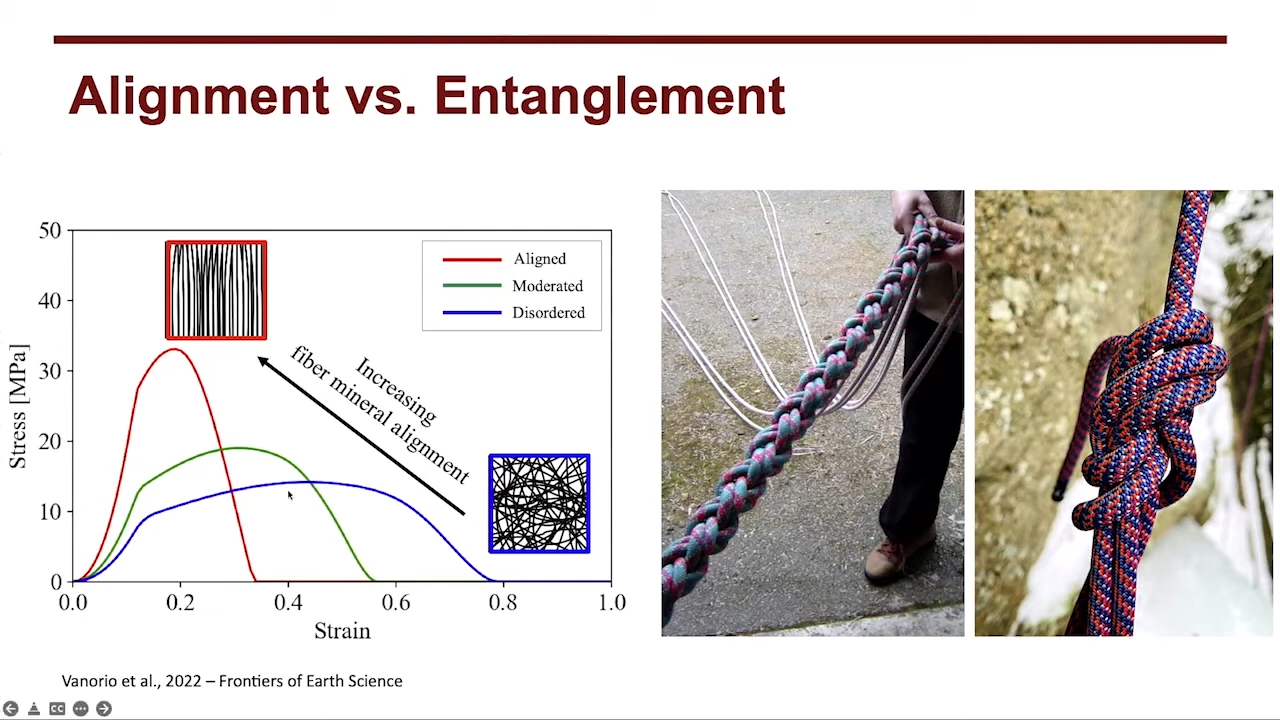 Alignment vs. Entanglement
50
40
30
20
10
0
Stress [MPa]
Aligned
Moderated
Disordered
Increasing
fiber mineral alignment
0.0 0.2 0.4 0.6 0.8 1.0
Strain
Vanorio et al., 2022 – Frontiers of Earth Science
CC